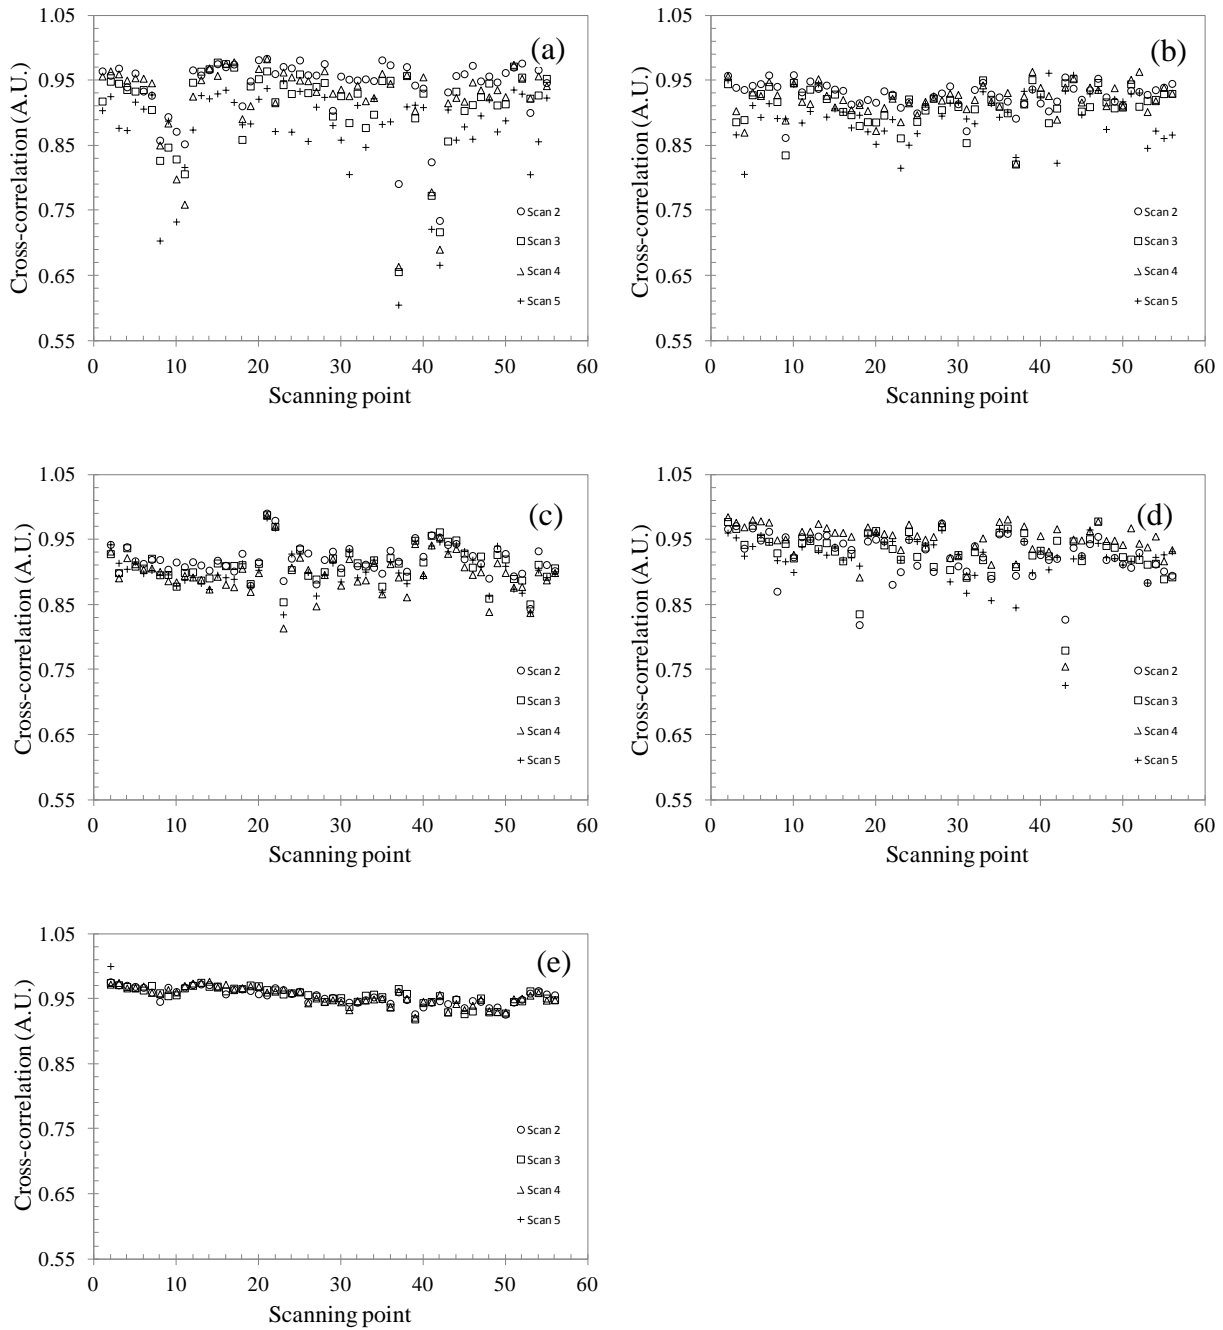 1.05
(a)
0.95
0.85
0.75
0.65
0.55
Cross-correlation (A.U.)
Scan 2
Scan 3
Scan 4
Scan 5
0 10 20 30 40 50 60
Scanning point
1.05
(b)
0.95
0.85
0.75
0.65
0.55
Cross-correlation (A.U.)
Scan 2
Scan 3
Scan 4
Scan 5
0 10 20 30 40 50 60
Scanning point
1.05
(c)
0.95
0.85
0.75
0.65
0.55
Cross-correlation (A.U.)
Scan 2
Scan 3
Scan 4
Scan 5
0 10 20 30 40 50 60
Scanning point
1.05
(d)
0.95
0.85
0.75
0.65
0.55
Cross-correlation (A.U.)
Scan 2
Scan 3
Scan 4
Scan 5
0 10 20 30 40 50 60
Scanning point
1.05
(e)
0.95
0.85
0.75
0.65
0.55
Cross-correlation (A.U.)
Scan 2
Scan 3
Scan 4
Scan 5
0 10 20 30 40 50 60
Scanning point